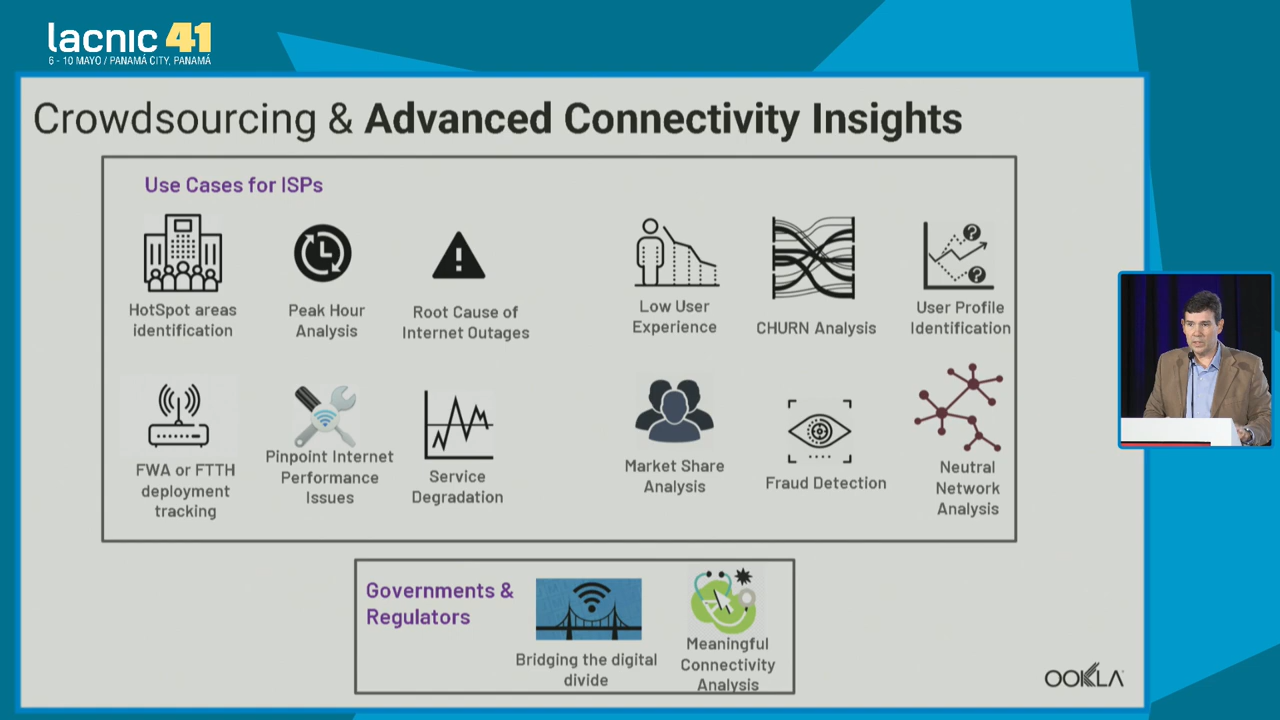 lacnic 41
6 - 10 MAYO / PANAMÁ CITY, PANAMÁ
Crowdsourcing & Advanced Connectivity Insights
Use Cases for ISPs
HotSpot areas
identification
Peak Hour
Analysis
Root Cause of
Internet Outages
Low User
Experience
CHURN Analysis
User Profile
Identification
FWA or FTTH
deployment
tracking
Pinpoint Internet
Performance
Issues
Service
Degradation
Market Share
Analysis
Fraud Detection
Neutral
Network
Analysis
Governments &
Regulators
Bridging the digital
divide
Meaningful
Connectivity
Analysis
OOKLA